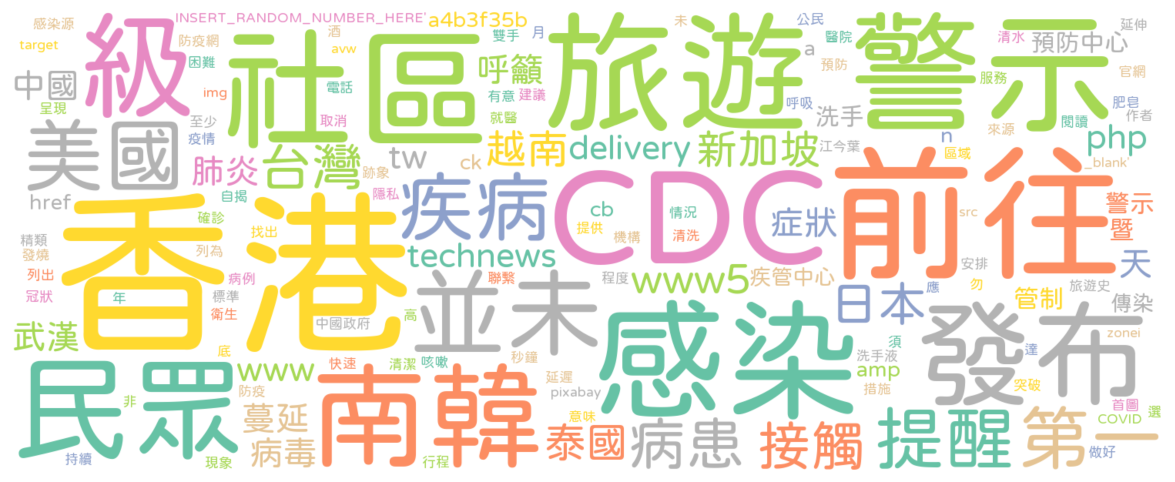 感染源
INSERT_RANDOM_NUMBER_HERE'
a4b3f35b
酒
雙手
月
未
公民
延伸
target
防疫網
avw
a
醫院
清水
預防中心
級
社區
旅遊
警示
困難
呼籲
預防
服務
官網
中國
img
電話
有意
建議
呼吸
洗手
肥皂
作者
呈現
至少
取消
就醫
閱讀
美國
疫情
越南
delivery
新加坡
江今葉
n
來源
php
肺炎
台灣
tw
ck
區域
_blank'
跡象
href
自揭
隱私
疾病
CDC
前往
警示
暨
香港
確診
cb
情況
症狀
src
找出
提供
精類
發燒
列為
technews
機構
清洗
列出
病例
聯繫
程度
www5
疾管中心
安排
天
冠狀
年
標準
並未
日本
應
勿
旅遊史
衛生
中國政府
高
感染
管制
傳染
武漢
發布
zonei
底
快速
清潔
咳嗽
秒鐘
洗手液
須
達
民眾
www
南韓
延遲
amp
防疫
pixabay
措施
突破
非
蔓延
意味
首圖
COVID
選
病毒
泰國
病患
接觸
提醒
第一
持續
現象
行程
做好